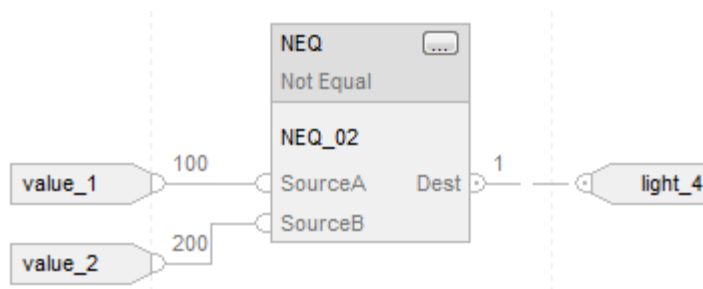 NEQ
...
Not Equal
NEQ_02
100
1
value_1
SourceA
Dest
light_4
SourceB
200
value_2